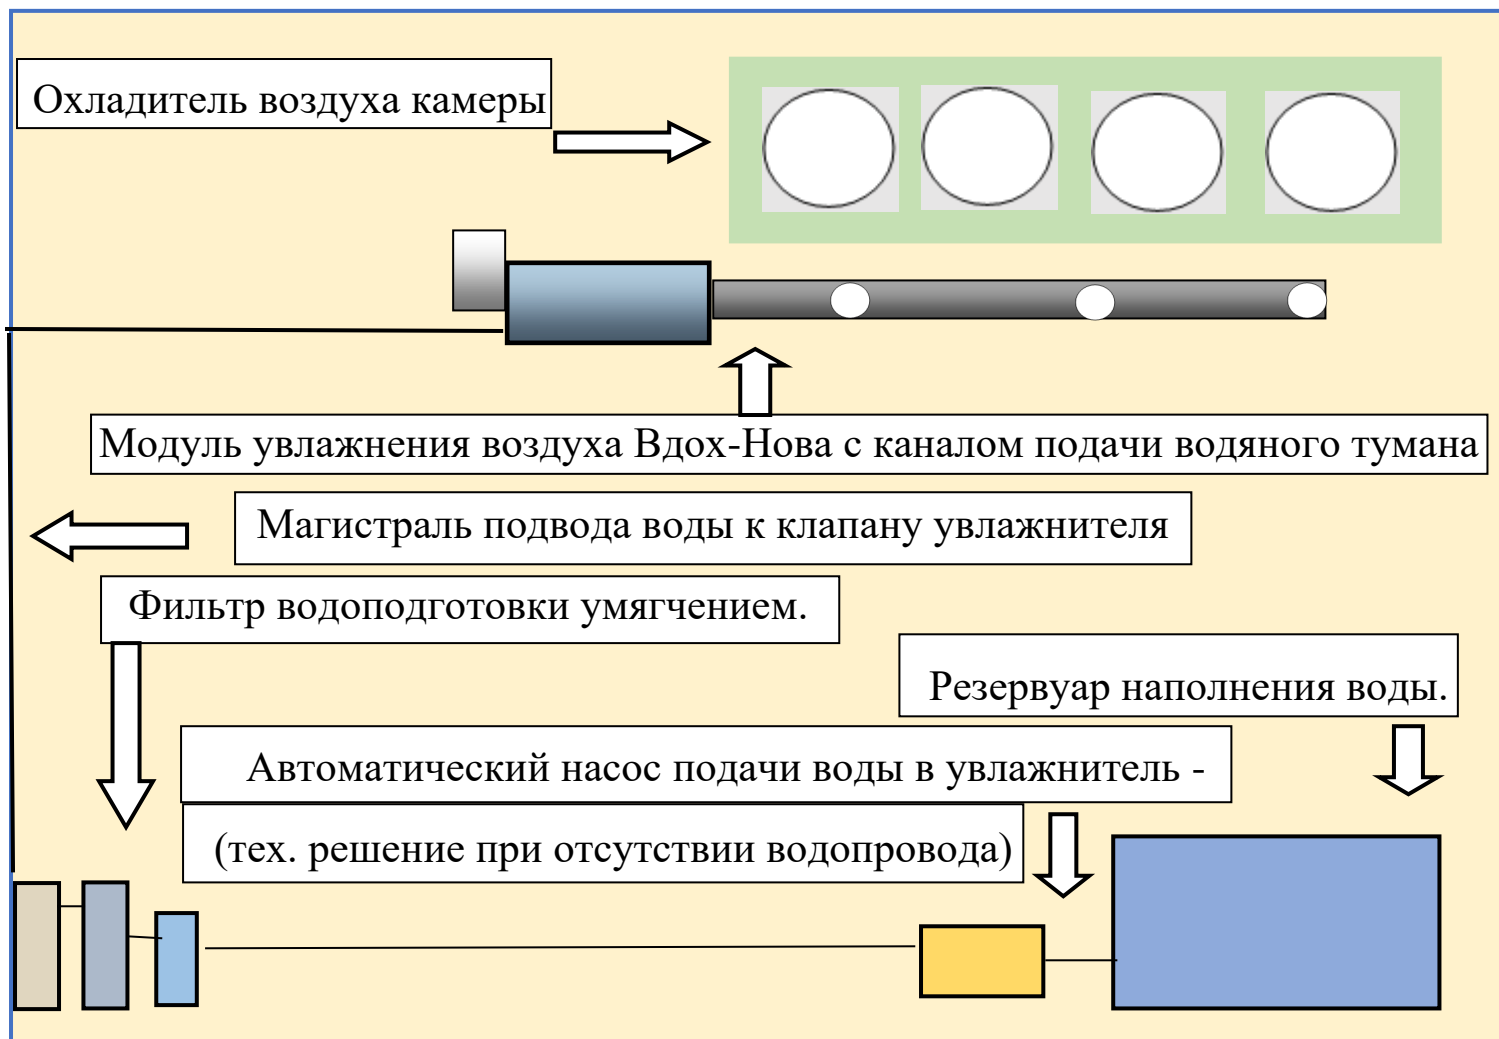 Охладитель воздуха камеры
Модуль увлажнения воздуха Вдох-Нова с каналом подачи водяного тумана
Магистраль подвода воды к клапану увлажнителя
Фильтр водоподготовки умягчением.
Резервуар наполнения воды.
Автоматический насос подачи воды в увлажнитель -
(тех. решение при отсутствии водопровода)